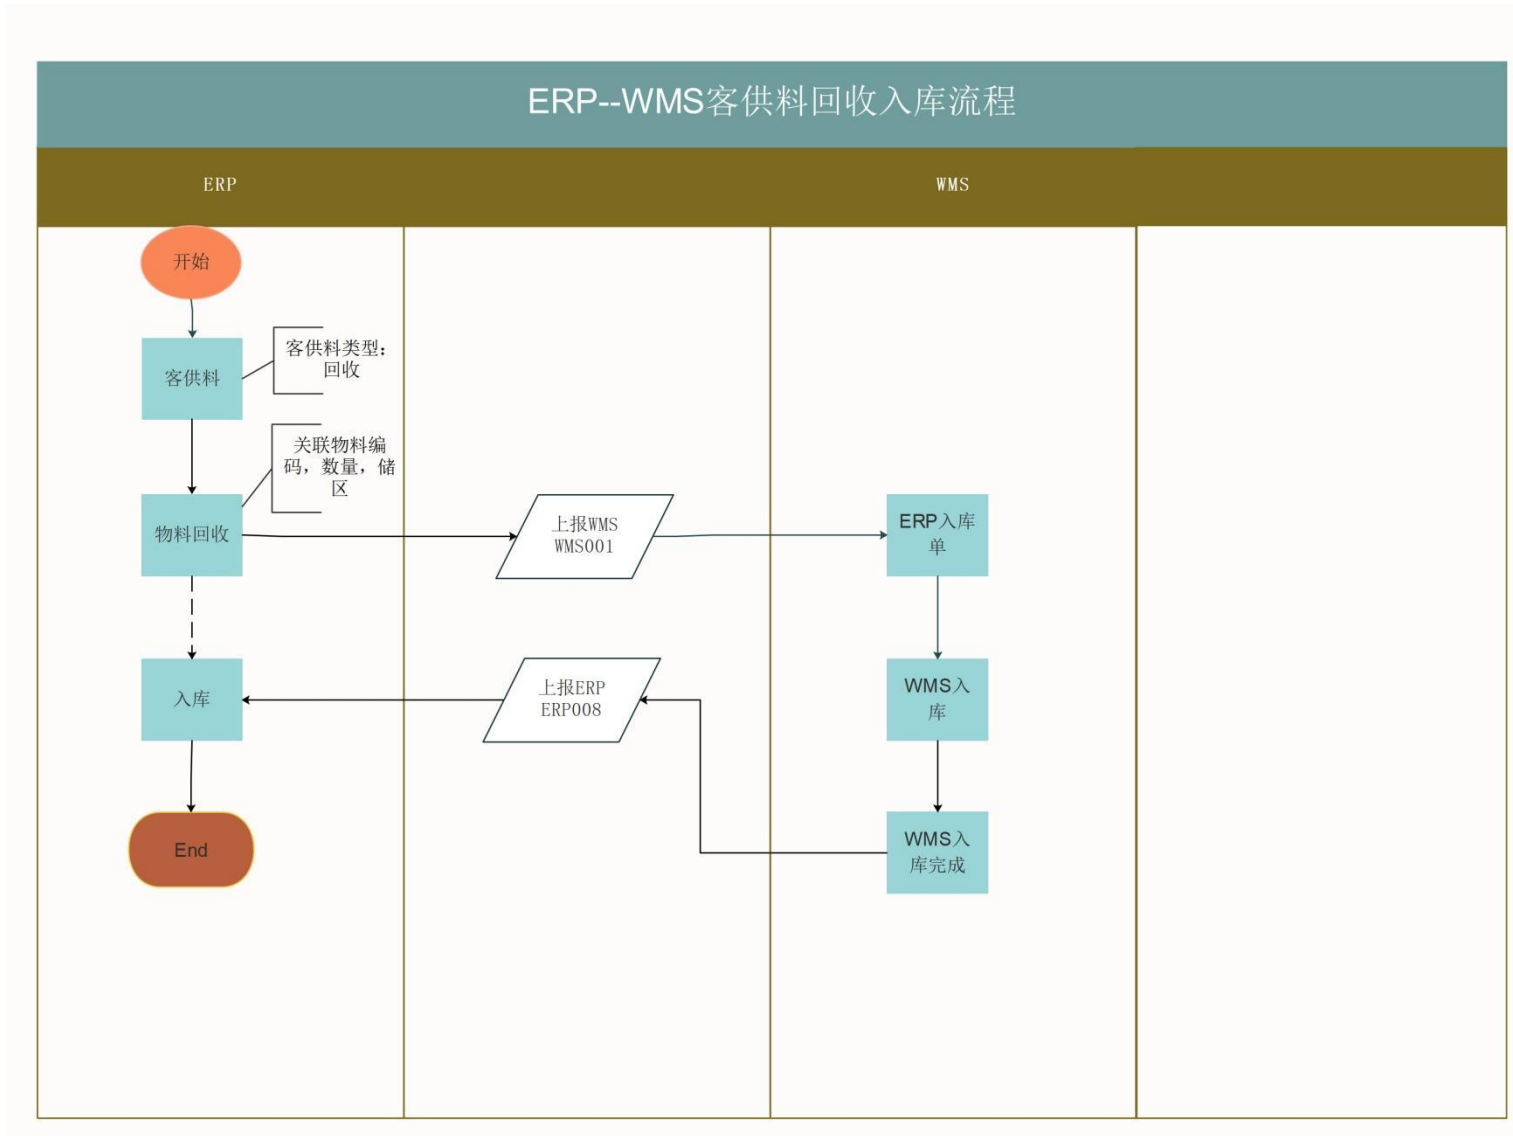 ERP--WMS客供料回收入库流程
ERP
WMS
开始
客供料类型：
回收
客供料
关联物料编
码，数量，储
区
物料回收
上报WMS
WMS001
ERP入库
单
入库
上报ERP
ERP008
WMS入
库
End
WMS入
库完成